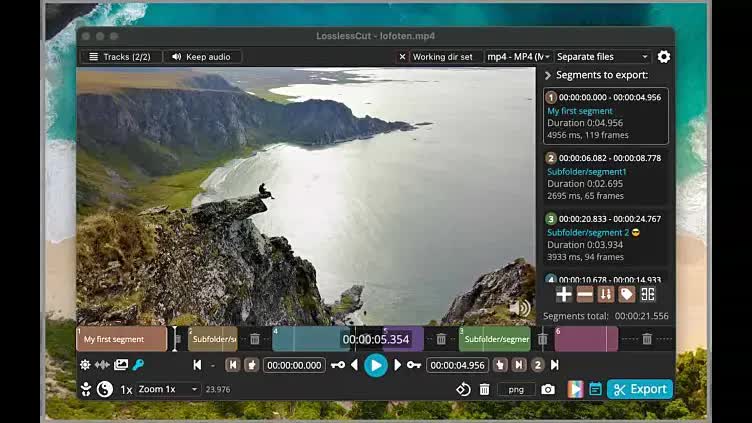 LosslessCut - lofoten.mp4
Tracks (2/2)
Keep audio
Working dir set
mp4 - MP4 (M
Separate files
Segments to export:
1 00:00:00.000 - 00:00:04.956
My first segment
Duration 0:04.956
4956 ms, 119 frames
2 00:00:06.082 - 00:00:08.778
Subfolder/segment1
Duration 0:02.695
2695 ms, 65 frames
3 00:00:20.833 - 00:00:24.767
Subfolder/segment 2 😎
Duration 0:03.934
3933 ms, 94 frames
4 00:00:10.678 - 00:00:14.933
Segments total: 00:00:21.556
1 My first segment
2 Subfolder/se
4
00:00:05.354
5
3 Subfolder/segmer
6
00:00:00.000
00:00:04.956
2
1x
Zoom 1x
23.976
png
Export